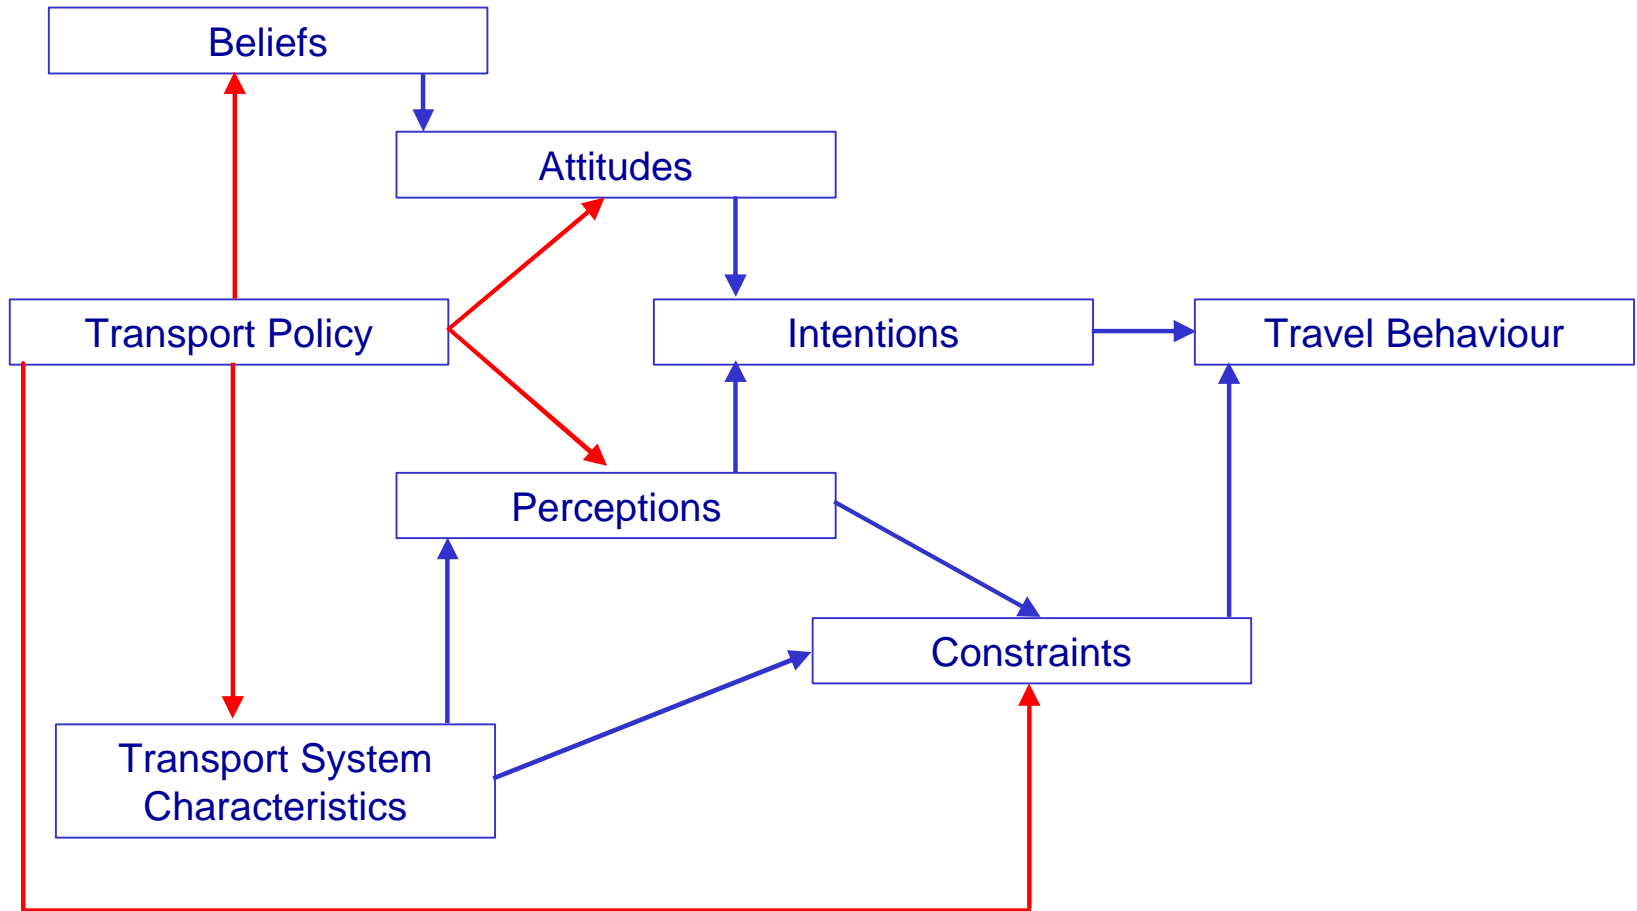 Beliefs
Attitudes
Transport Policy
Intentions
Travel Behaviour
Perceptions
Constraints
Transport System
Characteristics